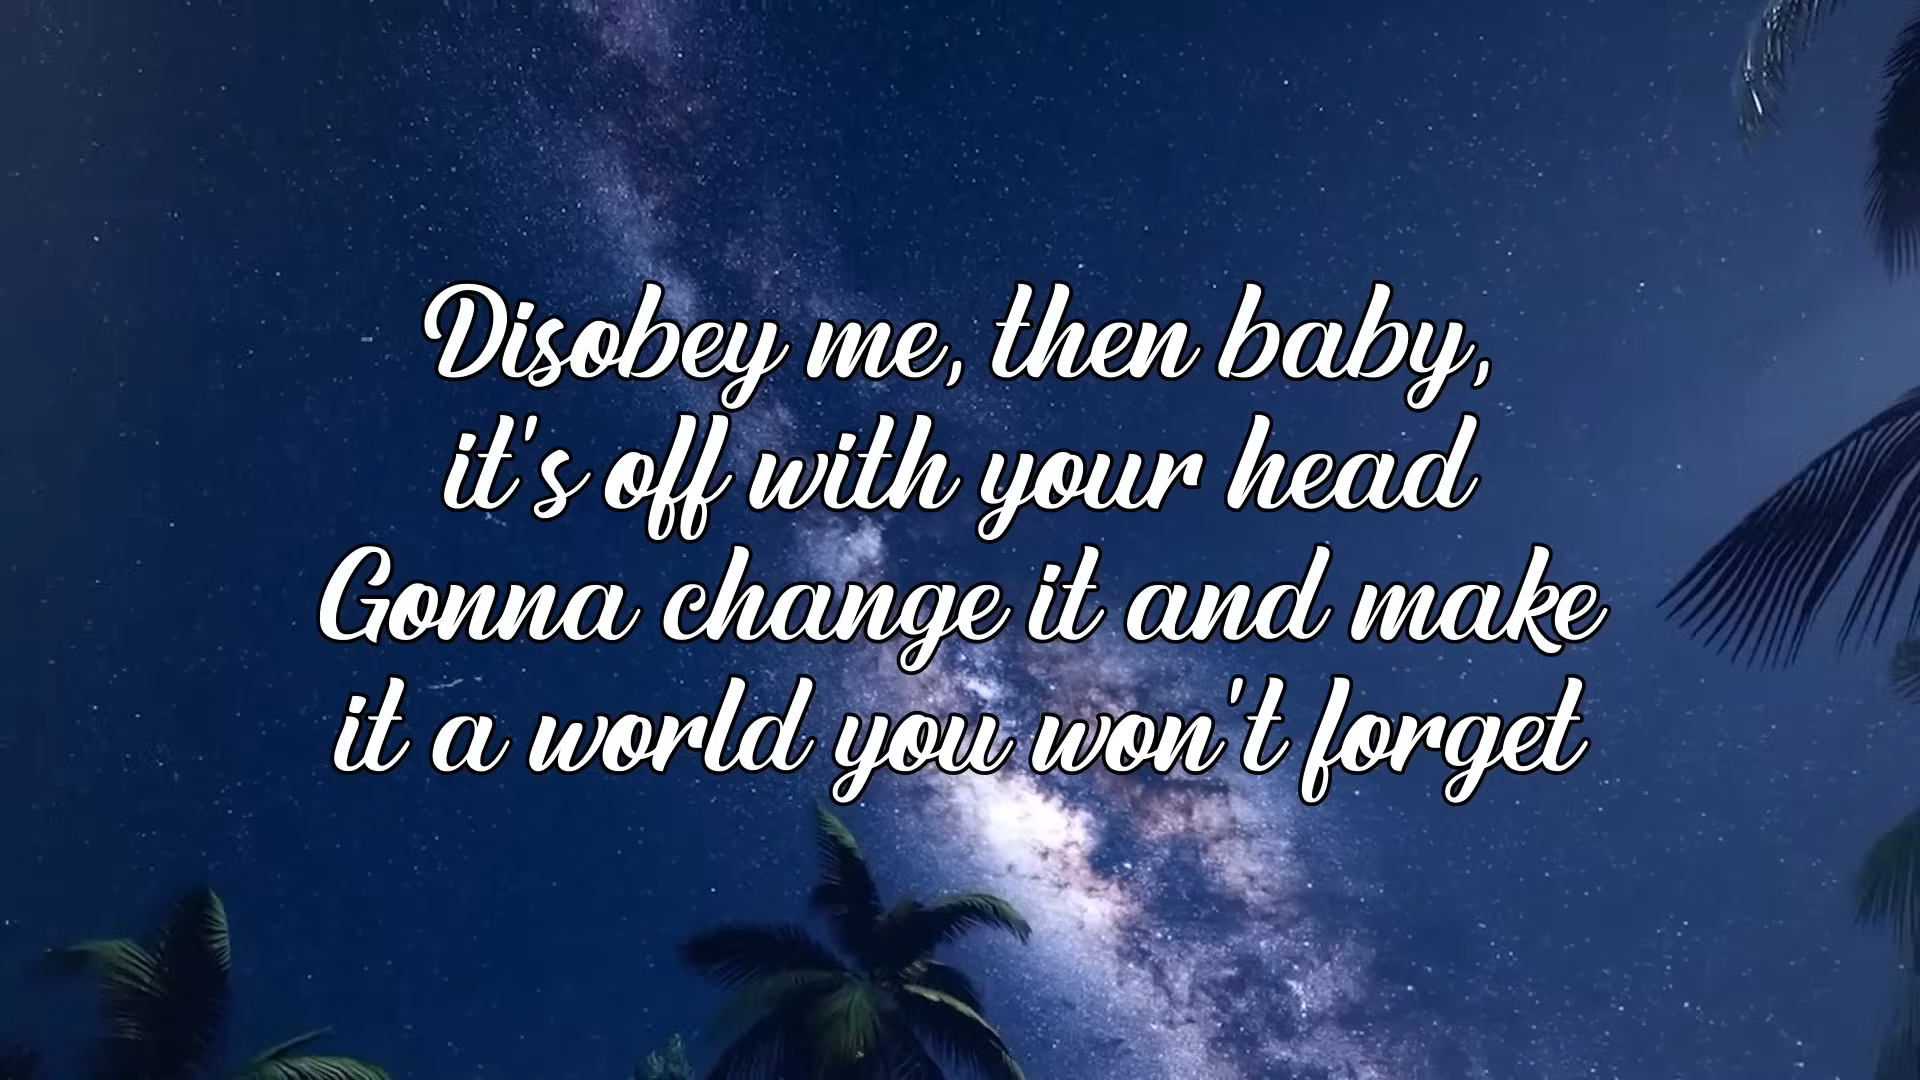 Disobey me, then baby,
it's off with your head
Gonna change it and make
it a world you won't forget